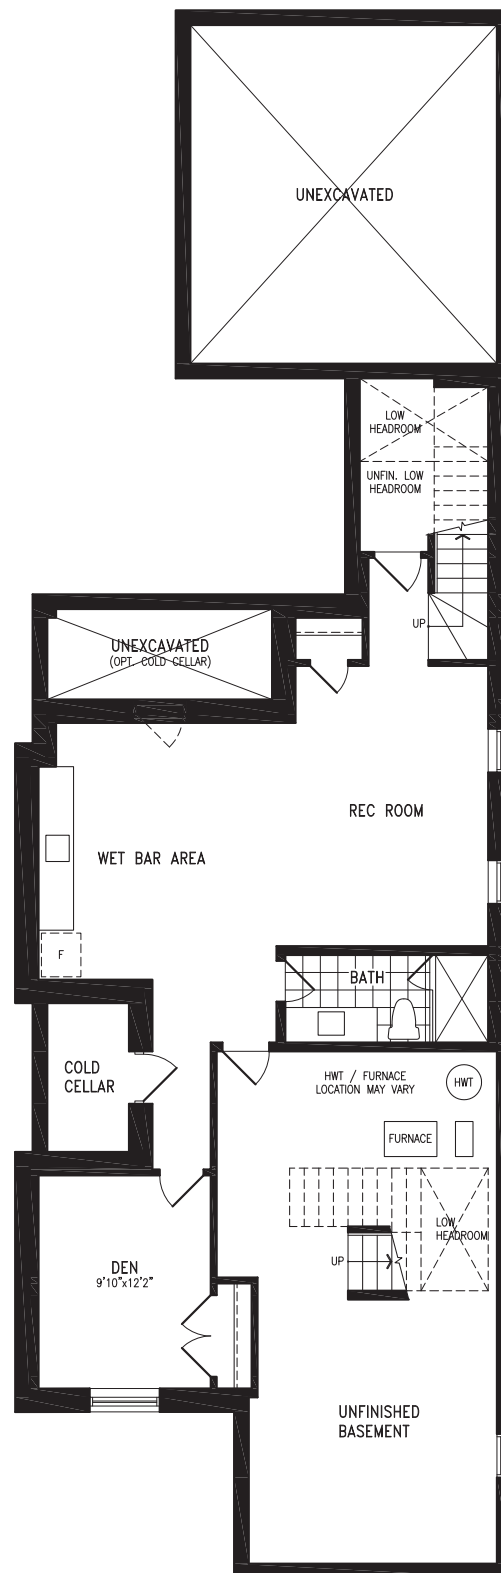 UNEXCAVATED
LOW
HEADROOM
UNFIN. LOW
HEADROOM
UP
UNEXCAVATED
(OPT. COLD CELLAR)
REC ROOM
WET BAR AREA
F
BATH
COLD
CELLAR
HWT / FURNACE
LOCATION MAY VARY
HWT
FURNACE
LOW
HEADROOM
UP
DEN
9'10"x12'2"
UNFINISHED
BASEMENT